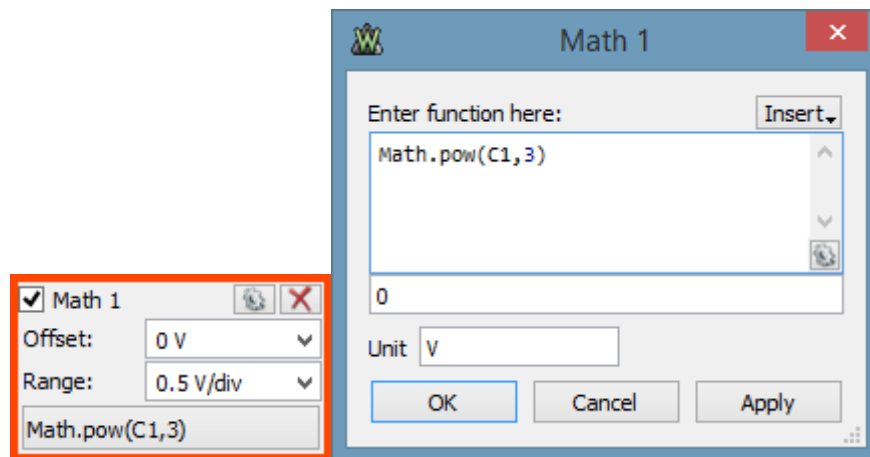 Math 1
Enter function here:
Insert
Math.pow(C1,3)
0
Unit V
OK Cancel Apply
Math 1
Offset: 0 V
Range: 0.5 V/div
Math.pow(C1,3)